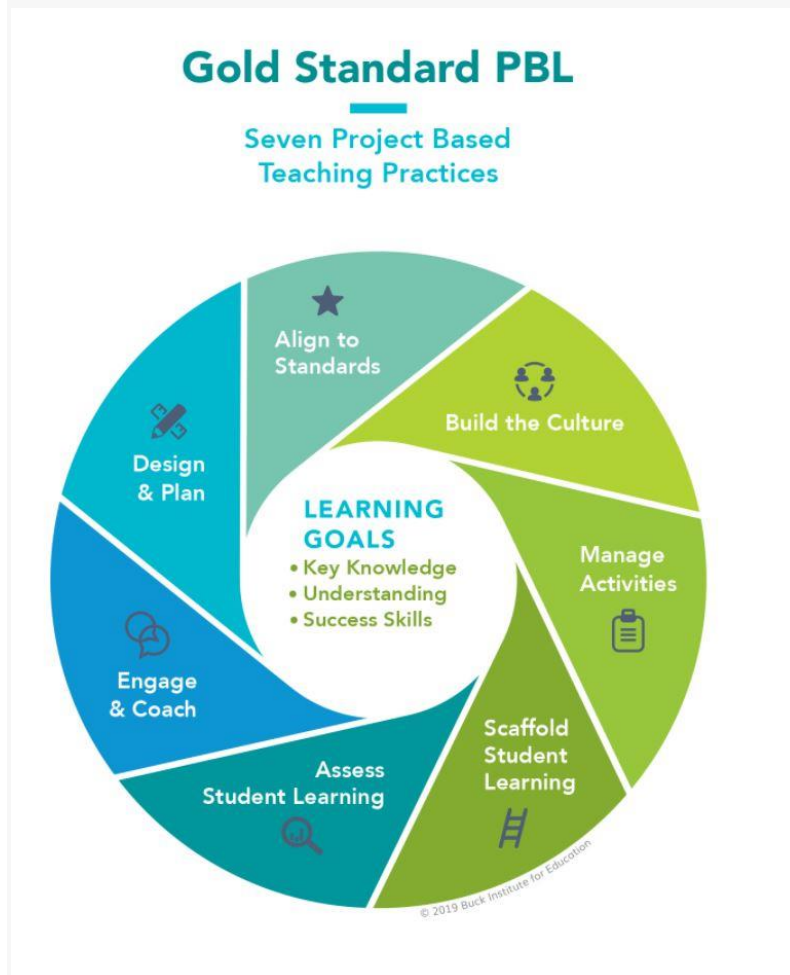 Gold Standard PBL
Seven Project Based
Teaching Practices
Align to
Standards
Build the Culture
Manage
Activities
Scaffold
Student
Learning
Assess
Student Learning
Engage
& Coach
Design
& Plan
LEARNING
GOALS
• Key Knowledge
• Understanding
• Success Skills
© 2019 Buck Institute for Education